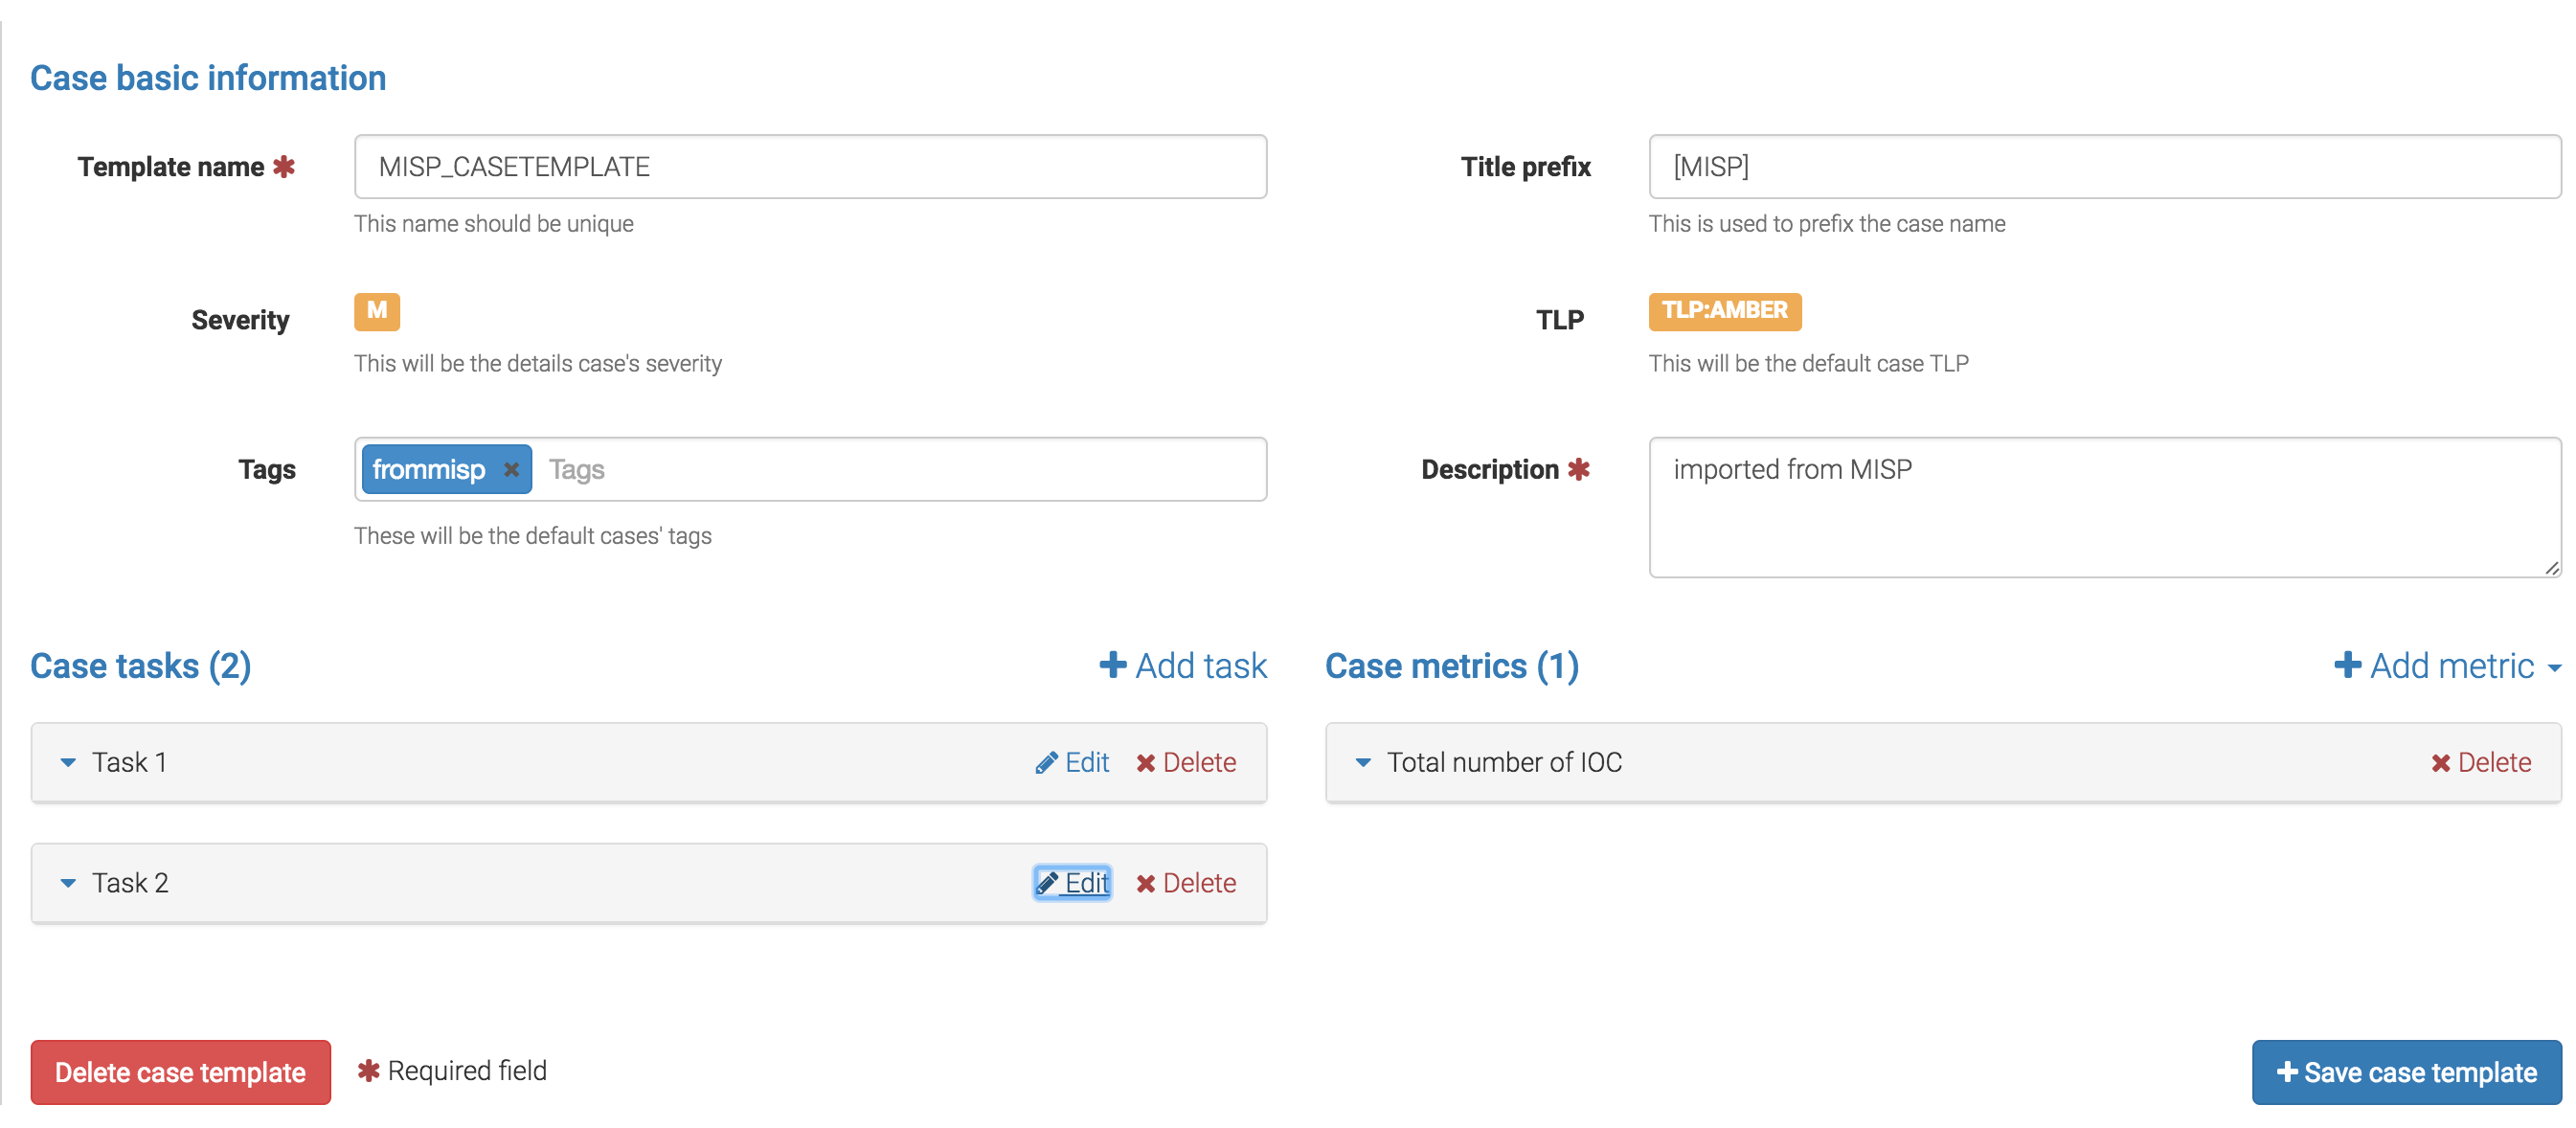 Case basic information
Template name * MISP_CASETEMPLATE
This name should be unique
Title prefix [MISP]
This is used to prefix the case name
Severity M
This will be the details case's severity
TLP TLP:AMBER
This will be the default case TLP
Tags frommisp × Tags
These will be the default cases' tags
Description * imported from MISP
Case tasks (2) + Add task
Task 1 Edit × Delete
Task 2 Edit × Delete
Case metrics (1) + Add metric
Total number of IOC × Delete
Delete case template * Required field
+ Save case template